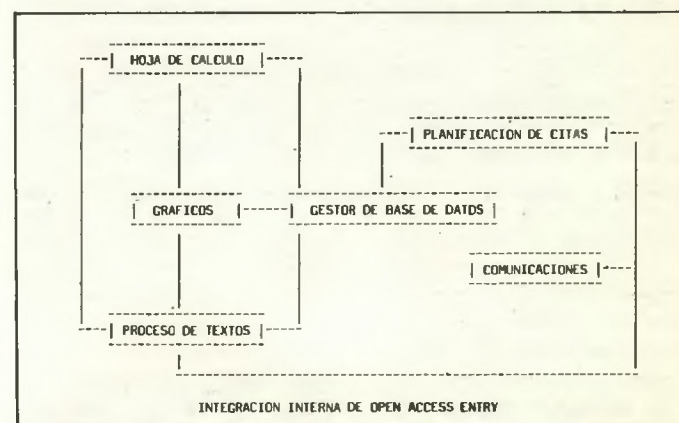 HOJA DE CALCULO
PLANIFICACION DE CITAS
GRAFICOS
GESTOR DE BASE DE DATOS
COMUNICACIONES
PROCESO DE TEXTOS
INTEGRACION INTERNA DE OPEN ACCESS ENTRY